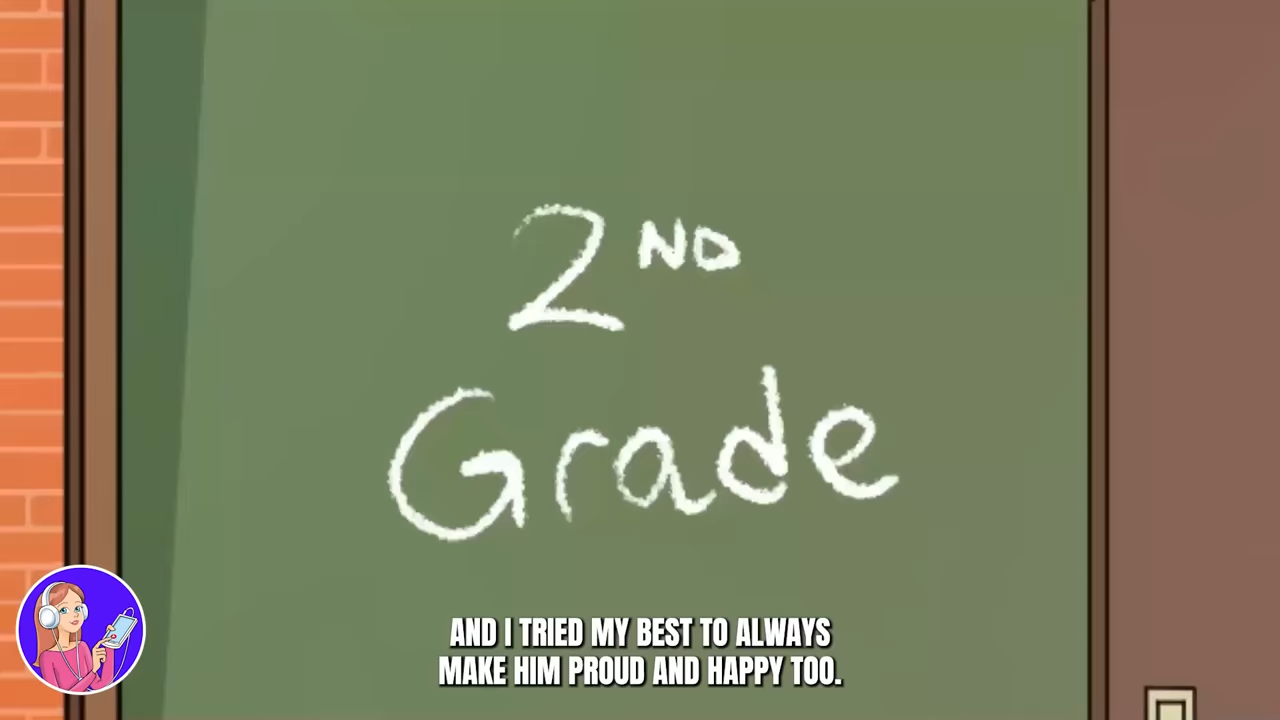 2ND
Grade
AND I TRIED MY BEST TO ALWAYS
MAKE HIM PROUD AND HAPPY TOO.